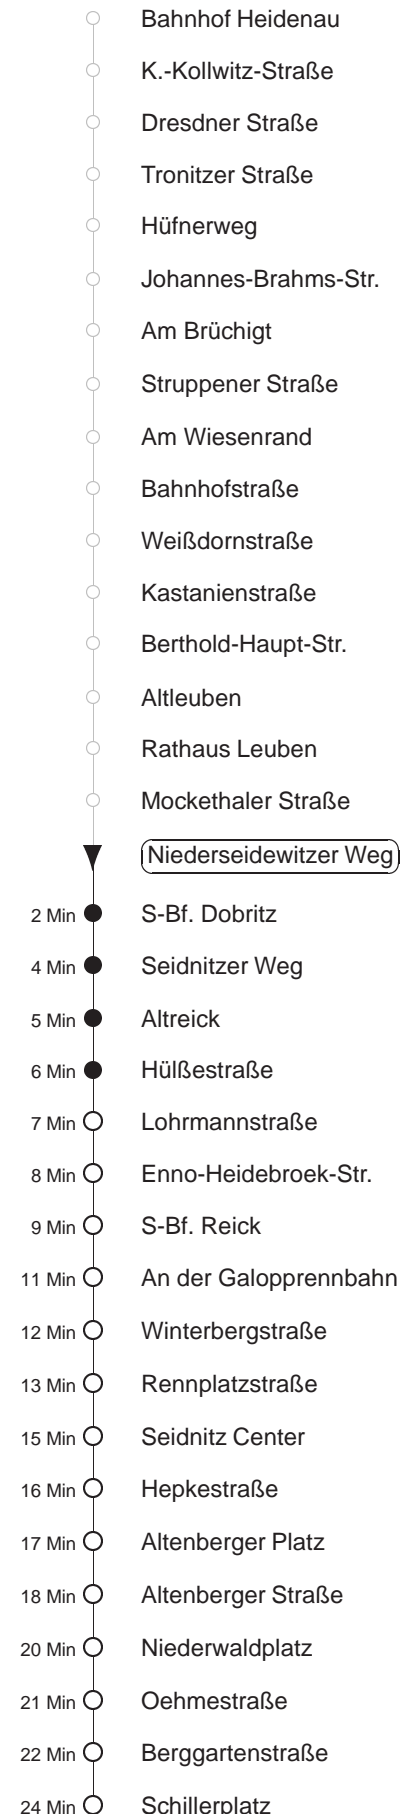 Bahnhof Heidenau
K.-Kollwitz-Straße
Dresdner Straße
Tronitzer Straße
Hüfnerweg
Johannes-Brahms-Str.
Am Brüchigt
Struppener Straße
Am Wiesenrand
Bahnhofstraße
Weißdornstraße
Kastanienstraße
Berthold-Haupt-Str.
Altleuben
Rathaus Leuben
Mockethaler Straße
Niederseidewitzer Weg
2 Min S-Bf. Dobritz
4 Min Seidnitzer Weg
5 Min Altreick
6 Min Hülßestraße
7 Min Lohrmannstraße
8 Min Enno-Heidebroek-Str.
9 Min S-Bf. Reick
11 Min An der Galopprennbahn
12 Min Winterbergstraße
13 Min Rennplatzstraße
15 Min Seidnitz Center
16 Min Hepkestraße
17 Min Altenberger Platz
18 Min Altenberger Straße
20 Min Niederwaldplatz
21 Min Oehmestraße
22 Min Berggartenstraße
24 Min Schillerplatz